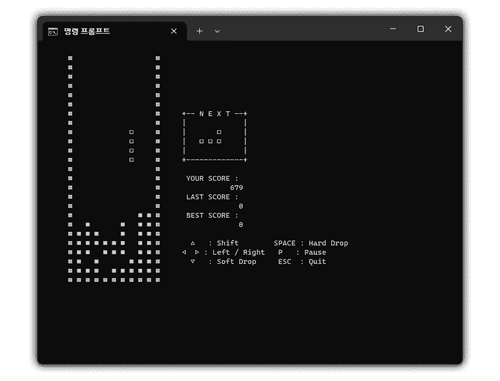 명령 프롬프트
+-- N E X T --+
YOUR SCORE :
679
LAST SCORE :
0
BEST SCORE :
0
△ : Shift SPACE : Hard Drop
◁ ▷ : Left / Right P : Pause
▽ : Soft Drop ESC : Quit